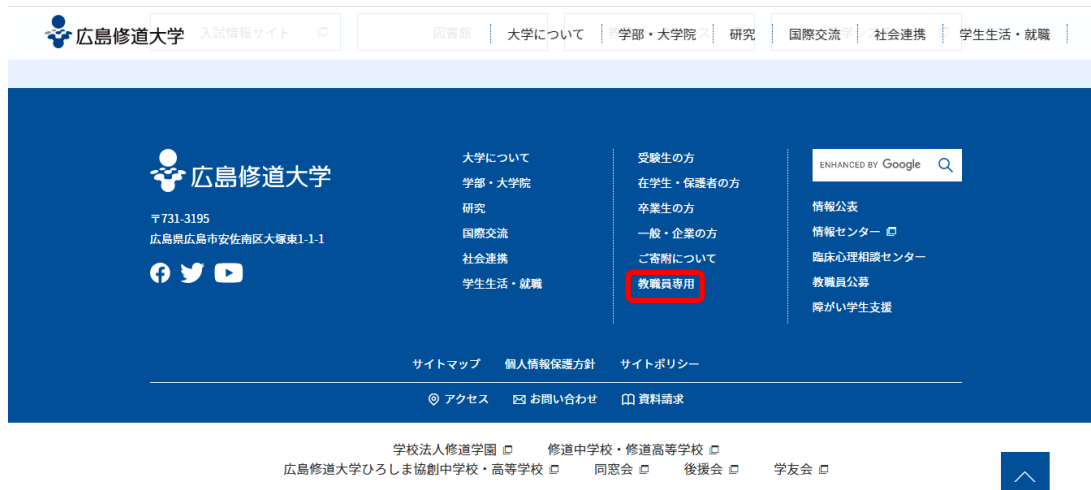 広島修道大学
入試情報サイト
図書館
大学について
学部・大学院
研究
国際交流
社会連携
学生生活・就職
広島修道大学
〒731-3195
広島県広島市安佐南区大塚東1-1-1
大学について
学部・大学院
研究
国際交流
社会連携
学生生活・就職
受験生の方
在学生・保護者の方
卒業生の方
一般・企業の方
ご寄附について
教職員専用
ENHANCED BY Google
情報公表
情報センター
臨床心理相談センター
教職員公募
障がい学生支援
サイトマップ 個人情報保護方針 サイトポリシー
アクセス お問い合わせ 資料請求
学校法人修道学園 修道中学校・修道高等学校
広島修道大学ひろしま協創中学校・高等学校 同窓会 後援会 学友会